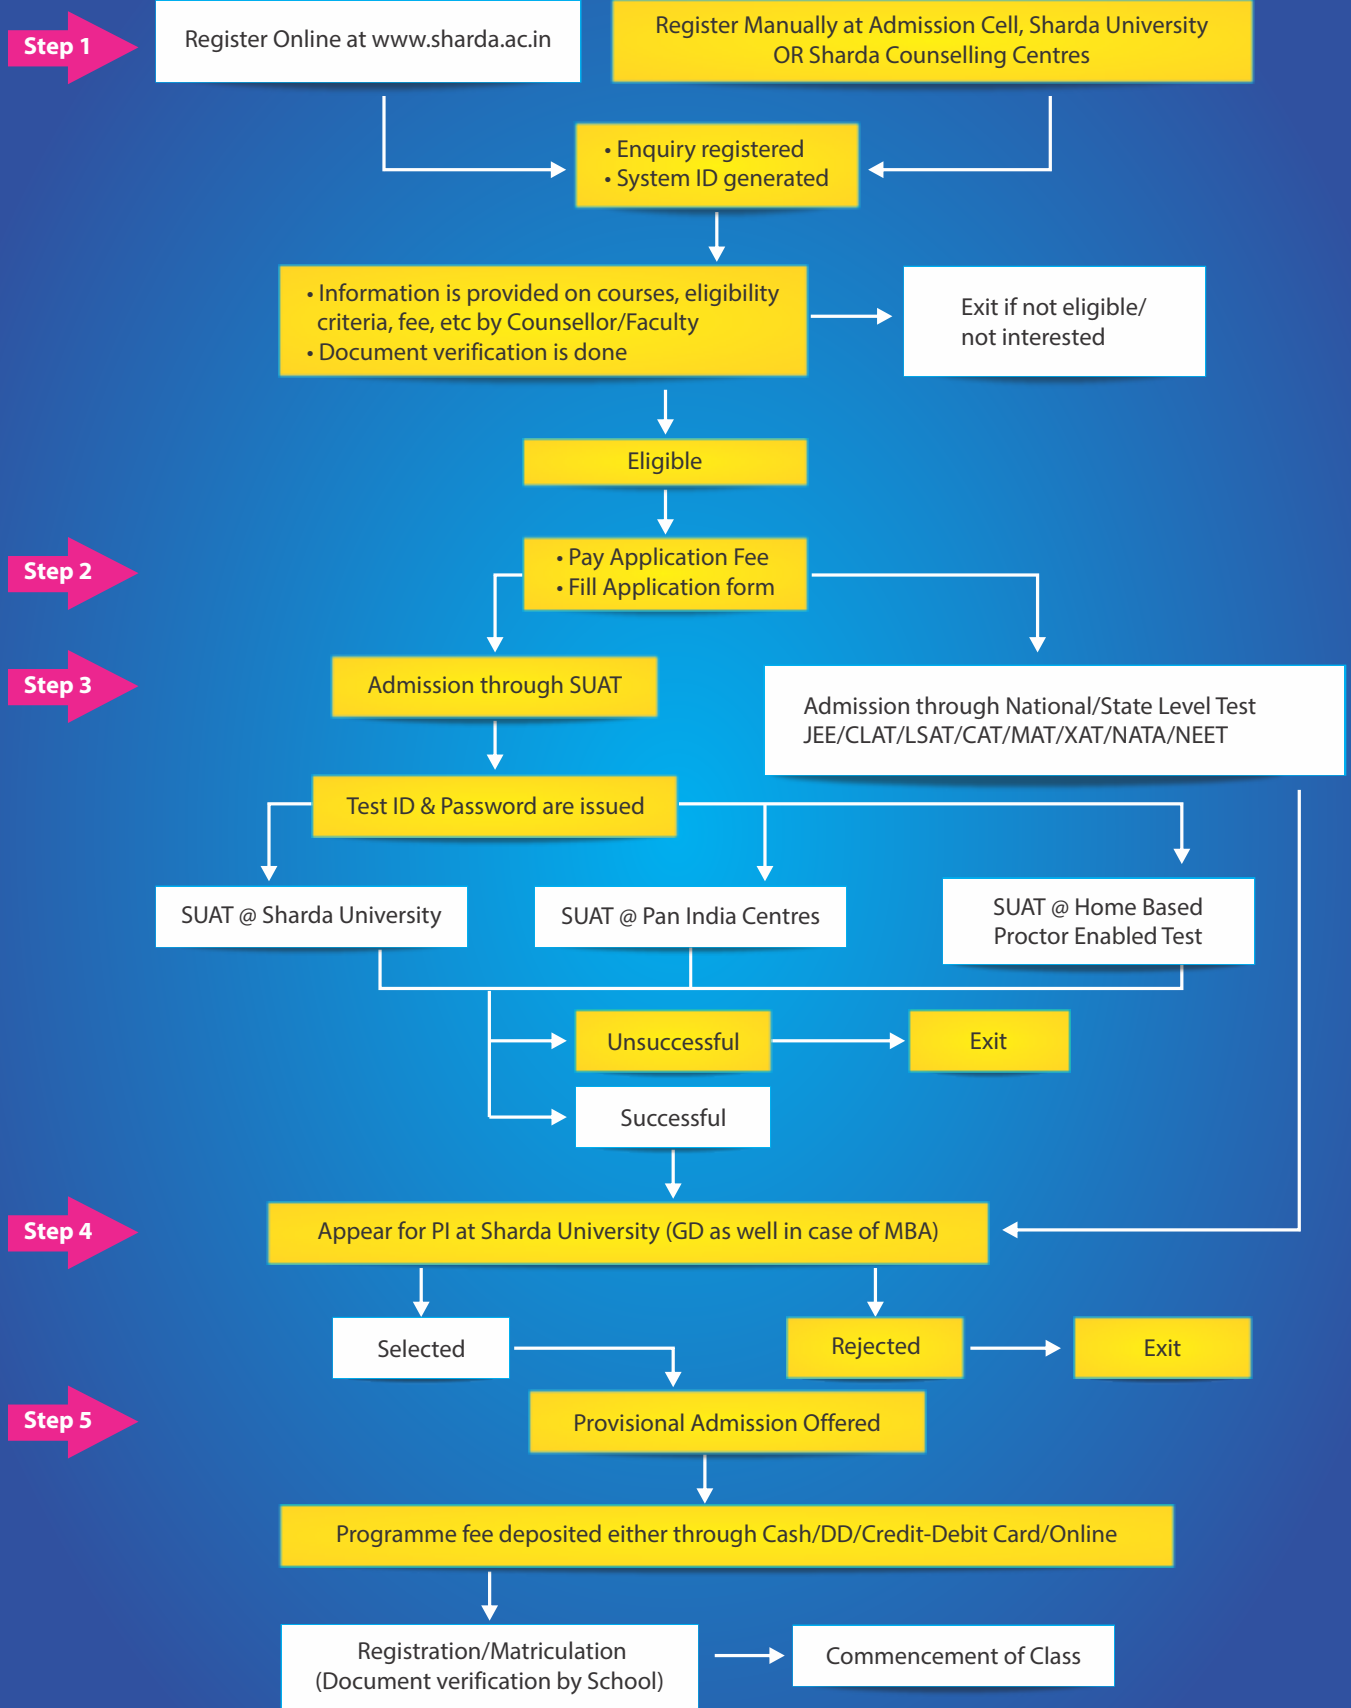 Step 1
Register Online at www.sharda.ac.in
Register Manually at Admission Cell, Sharda University
OR Sharda Counselling Centres
• Enquiry registered
• System ID generated
• Information is provided on courses, eligibility
criteria, fee, etc by Counsellor/Faculty
• Document verification is done
Exit if not eligible/
not interested
Eligible
Step 2
• Pay Application Fee
• Fill Application form
Step 3
Admission through SUAT
Admission through National/State Level Test
JEE/CLAT/LSAT/CAT/MAT/XAT/NATA/NEET
Test ID & Password are issued
SUAT @ Sharda University
SUAT @ Pan India Centres
SUAT @ Home Based
Proctor Enabled Test
Unsuccessful
Exit
Successful
Step 4
Appear for PI at Sharda University (GD as well in case of MBA)
Selected
Rejected
Exit
Step 5
Provisional Admission Offered
Programme fee deposited either through Cash/DD/Credit-Debit Card/Online
Registration/Matriculation
(Document verification by School)
Commencement of Class